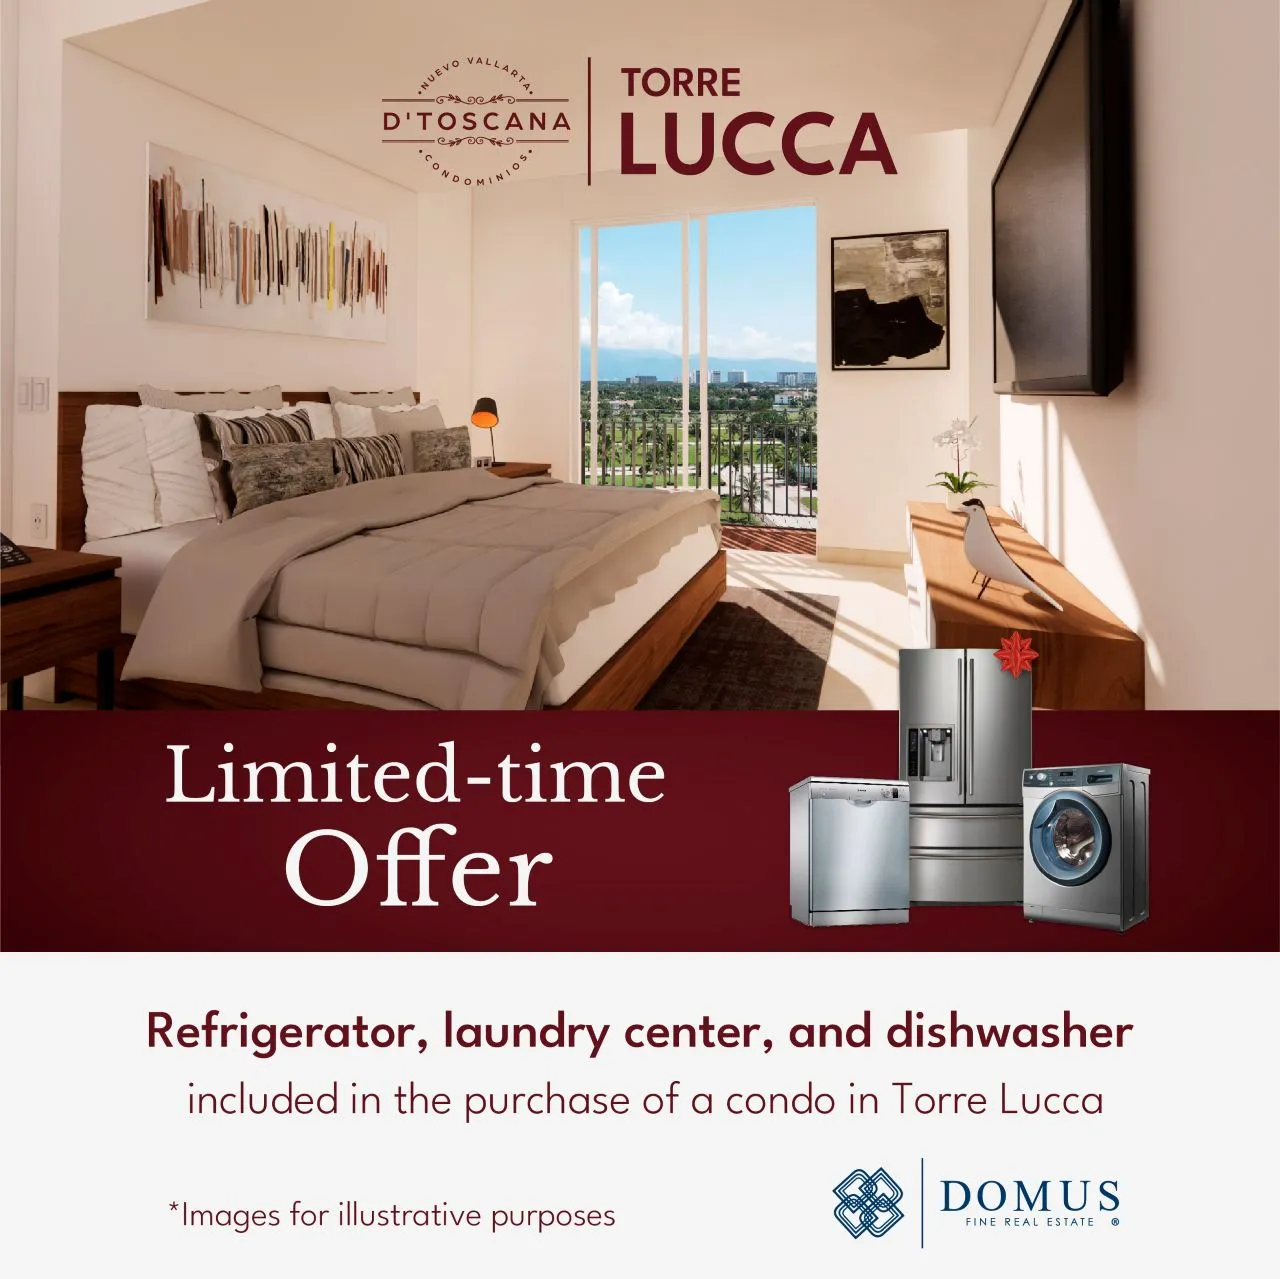 NUEVO VALLARTA
D'TOSCANA
CONDOMINIOS
TORRE
LUCCA
Limited-time
Offer
Refrigerator, laundry center, and dishwasher
included in the purchase of a condo in Torre Lucca
*Images for illustrative purposes
DOMUS
FINE REAL ESTATE ®